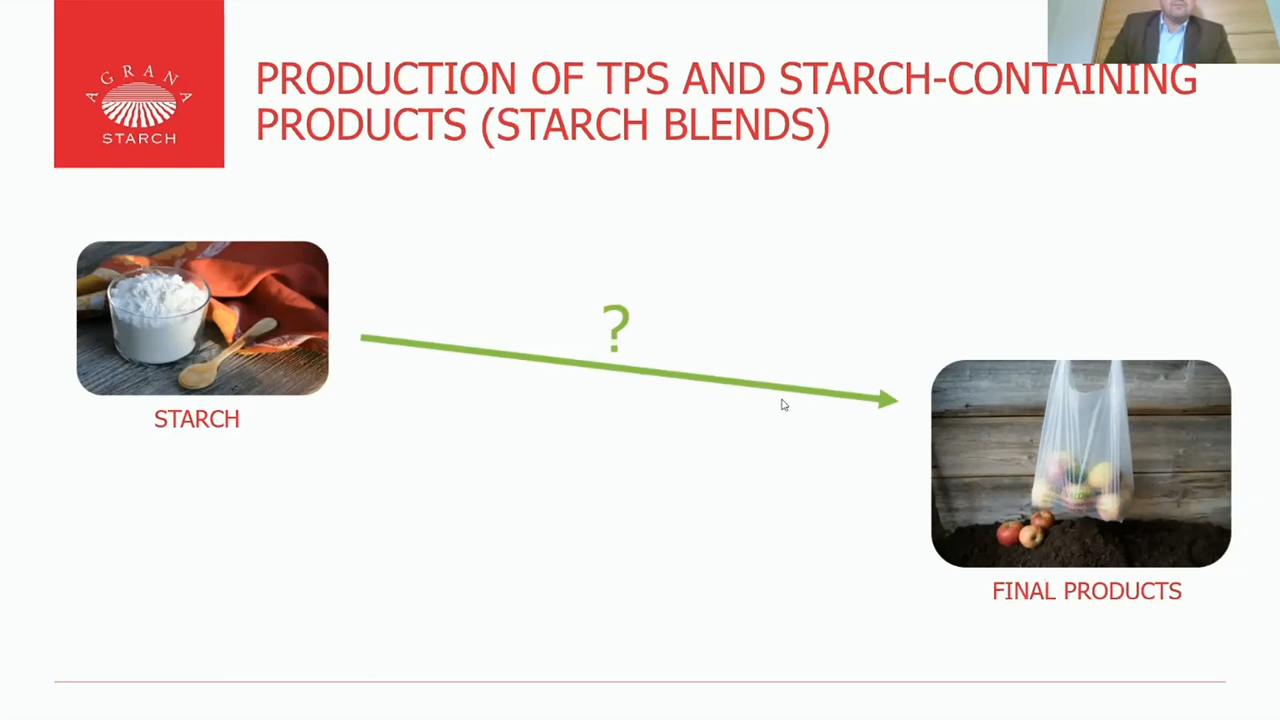 AGRANA
STARCH
PRODUCTION OF TPS AND STARCH-CONTAINING
PRODUCTS (STARCH BLENDS)
?
STARCH
FINAL PRODUCTS